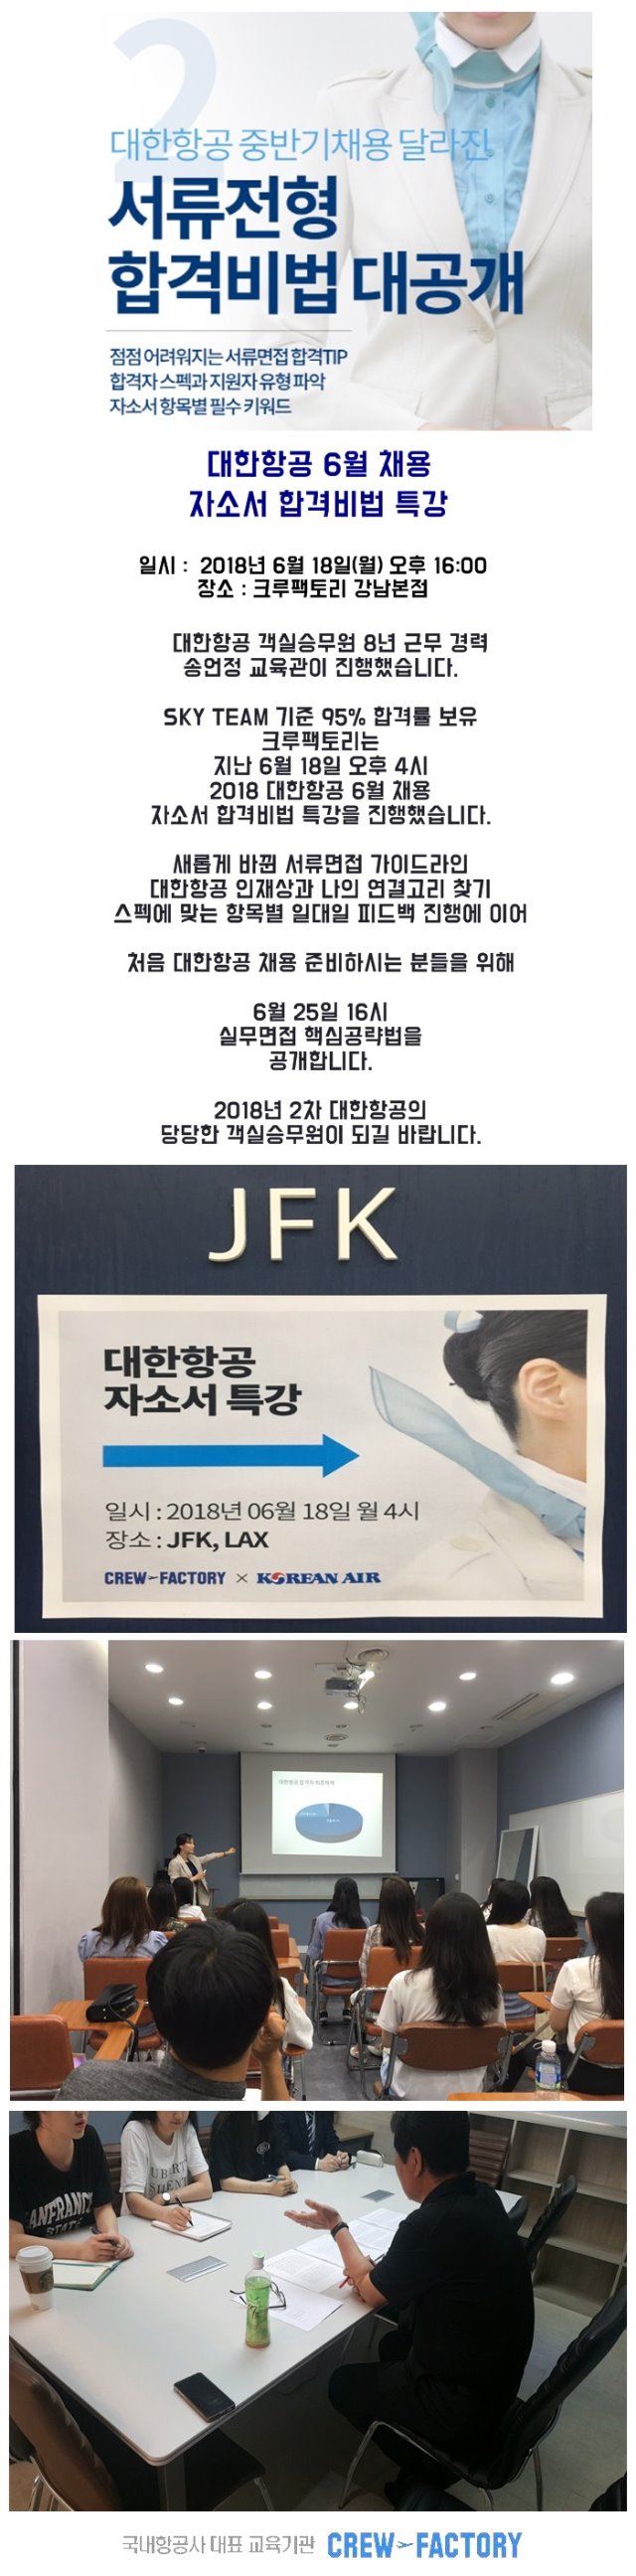 2
대한항공 중반기채용 달라진
서류전형
합격비법 대공개
점점 어려워지는 서류면접 합격TIP
합격자 스펙과 지원자 유형 파악
자소서 항목별 필수 키워드
대한항공 6월 채용
자소서 합격비법 특강
일시 : 2018년 6월 18일(월) 오후 16:00
장소 : 크루팩토리 강남본점
대한항공 객실승무원 8년 근무 경력
송언정 교육관이 진행했습니다.
SKY TEAM 기준 95% 합격률 보유
크루팩토리는
지난 6월 18일 오후 4시
2018 대한항공 6월 채용
자소서 합격비법 특강을 진행했습니다.
새롭게 바뀜 서류면접 가이드라인
대한항공 인재상과 나의 연결고리 찾기
스펙에 맞는 항목별 일대일 피드백 진행에 이어
처음 대한항공 채용 준비하시는 분들을 위해
6월 25일 16시
실무면접 핵심공략법을
공개합니다.
2018년 2차 대한항공의
당당한 객실승무원이 되길 바랍니다.
JFK
대한항공
자소서 특강
일시 : 2018년 06월 18일 월 4시
장소 : JFK, LAX
CREW FACTORY × KOREAN AIR
대한항공 합격자 최종학력
STATE
국내항공사 대표 교육기관 CREW FACTORY